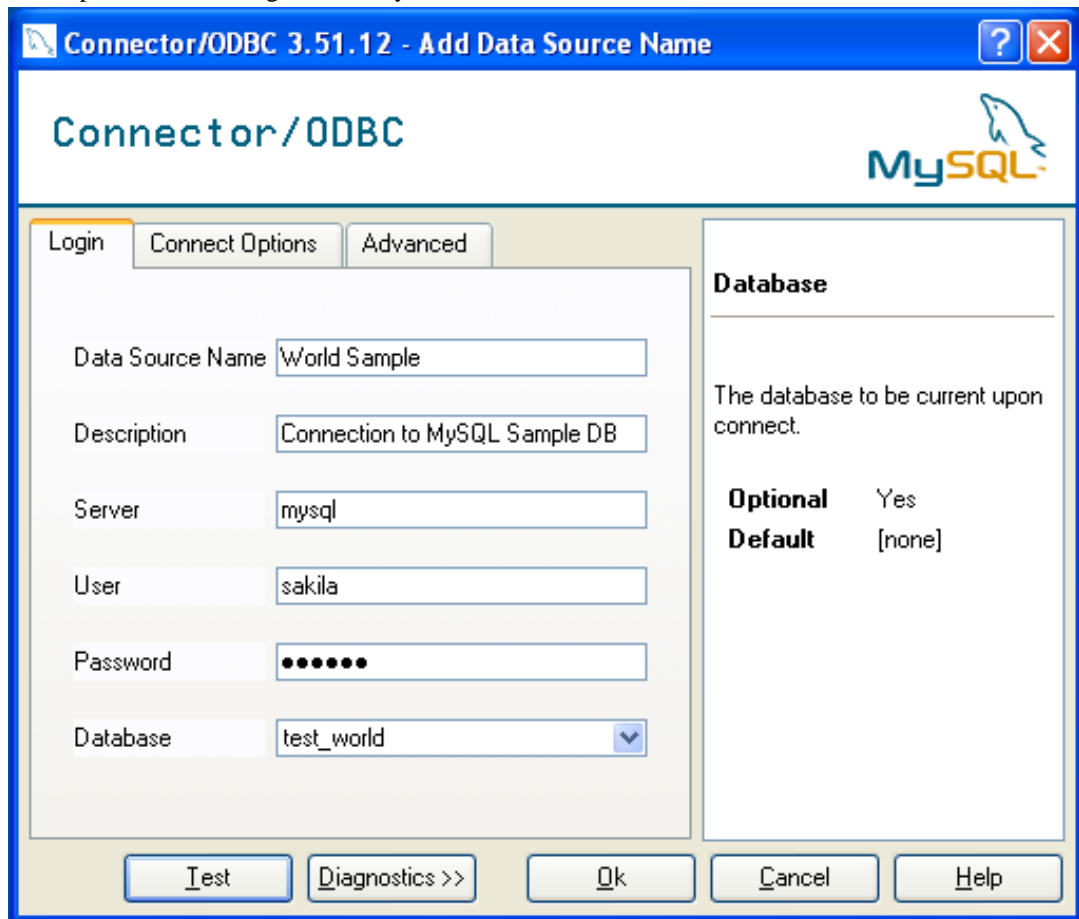 Connector/ODBC 3.51.12 - Add Data Source Name
Connector/ODBC
MySQL
Login Connect Options Advanced
Data Source Name World Sample
Description Connection to MySQL Sample DB
Server mysql
User sakila
Password ••••••
Database test_world
Database
The database to be current upon
connect.
Optional Yes
Default [none]
Test Diagnostics >> Ok Cancel Help